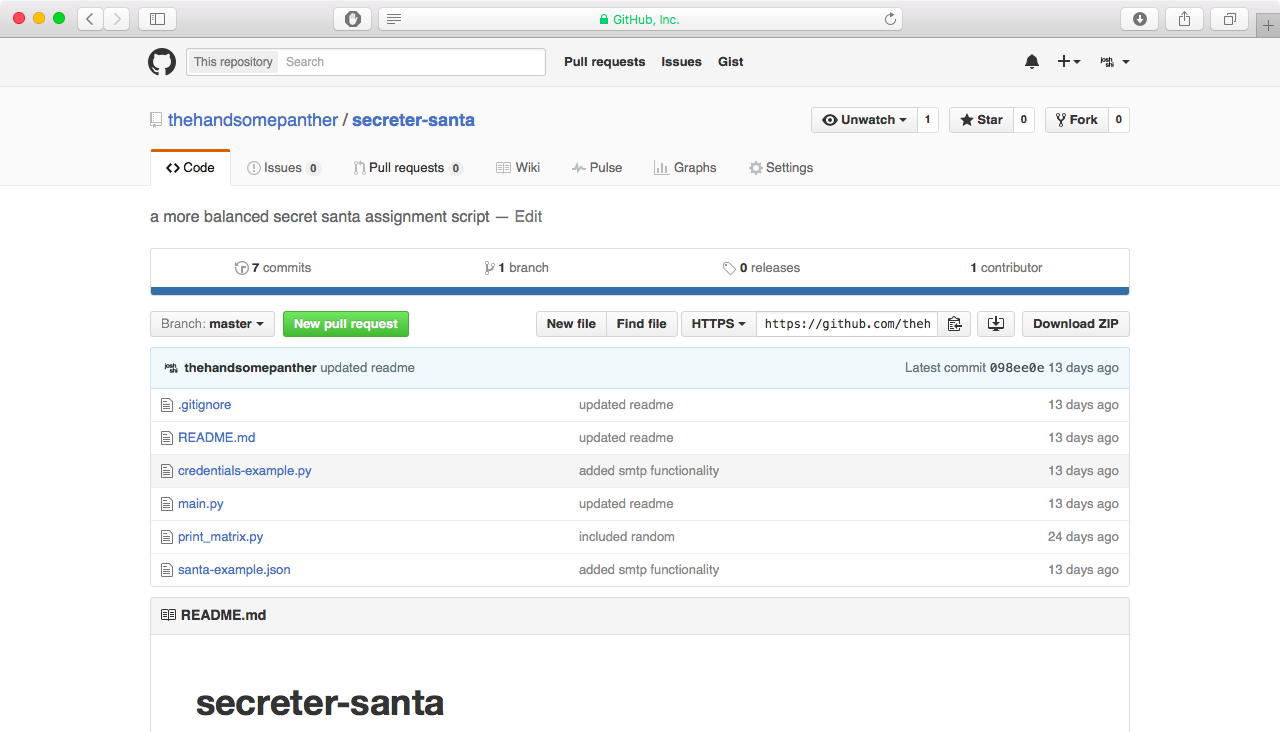 GitHub, Inc.
This repository Search Pull requests Issues Gist
thehandsomepanther / secreter-santa Unwatch 1 Star 0 Fork 0
Code Issues 0 Pull requests 0 Wiki Pulse Graphs Settings
a more balanced secret santa assignment script — Edit
7 commits 1 branch 0 releases 1 contributor
Branch: master New pull request New file Find file HTTPS https://github.com/theh Download ZIP
thehandsomepanther updated readme Latest commit 098ee0e 13 days ago
.gitignore updated readme 13 days ago
README.md updated readme 13 days ago
credentials-example.py added smtp functionality 13 days ago
main.py updated readme 13 days ago
print_matrix.py included random 24 days ago
santa-example.json added smtp functionality 13 days ago
README.md
secreter-santa